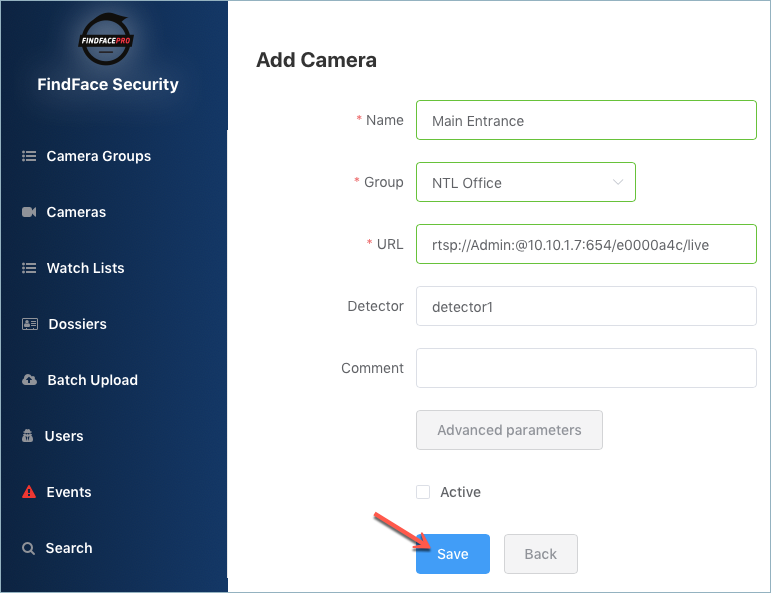 FINDFACEPRO
FindFace Security
Camera Groups
Cameras
Watch Lists
Dossiers
Batch Upload
Users
Events
Search
Add Camera
* Name
Main Entrance
* Group
NTL Office
* URL
rtsp://Admin:@10.10.1.7:654/e0000a4c/live
Detector
detector1
Comment
Advanced parameters
Active
Save
Back